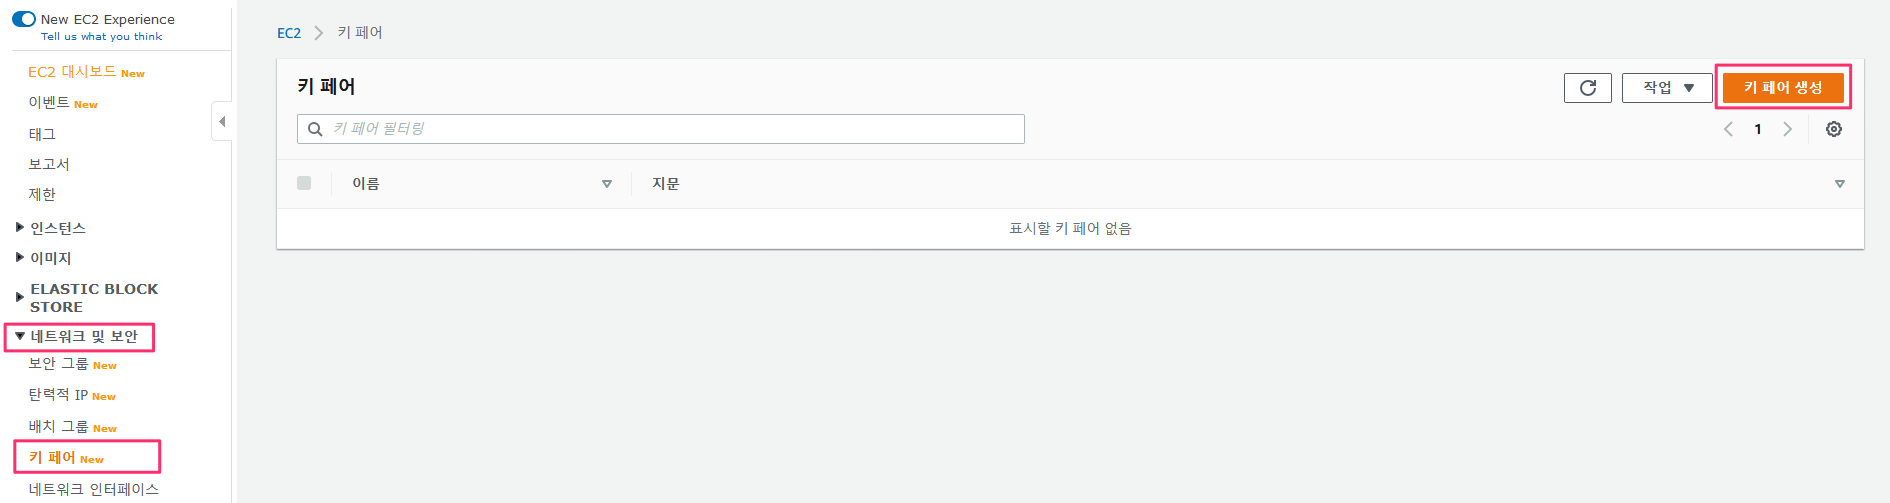 New EC2 Experience
Tell us what you think
EC2 대시보드 New
이벤트 New
태그
보고서
제한
인스턴스
이미지
ELASTIC BLOCK
STORE
네트워크 및 보안
보안 그룹 New
탄력적 IP New
배치 그룹 New
키 페어 New
네트워크 인터페이스
EC2 > 키 페어
키 페어
작업
키 페어 생성
키 페어 필터링
1
이름
지문
표시할 키 페어 없음